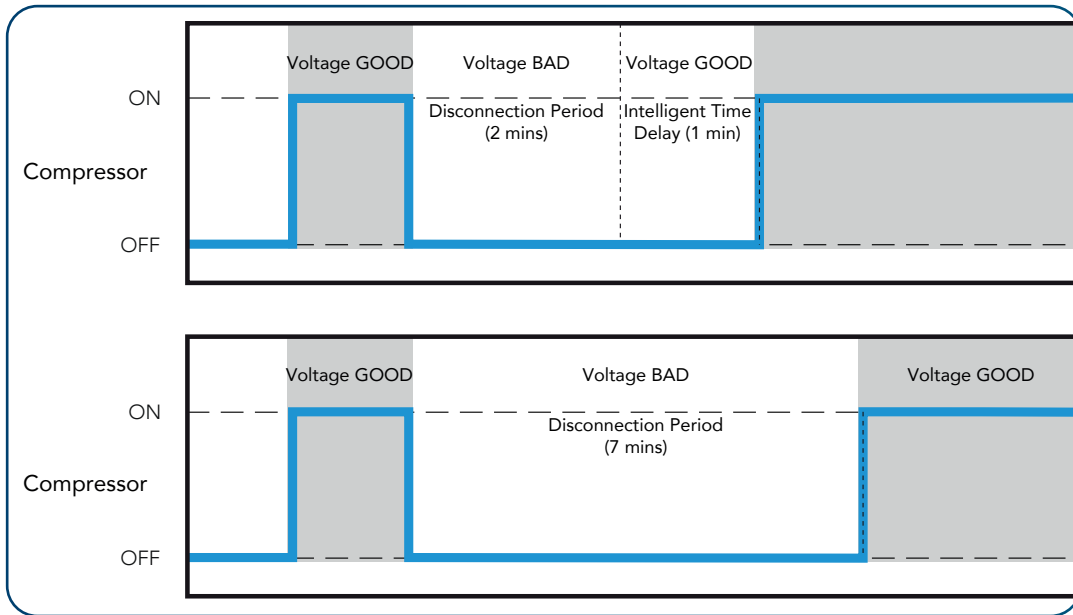 Voltage GOOD
Voltage BAD
Voltage GOOD
ON
Disconnection Period
(2 mins)
Intelligent Time
Delay (1 min)
Compressor
OFF
Voltage GOOD
Voltage BAD
Voltage GOOD
ON
Disconnection Period
(7 mins)
Compressor
OFF